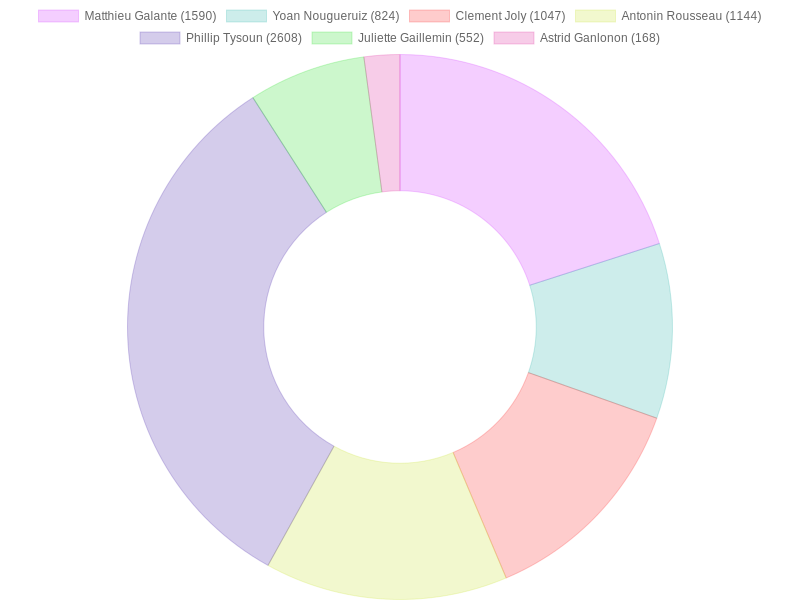 Matthieu Galante (1590) Yoan Nougueruiz (824) Clement Joly (1047) Antonin Rousseau (1144)
Phillip Tysoun (2608) Juliette Gaillemin (552) Astrid Ganlonon (168)